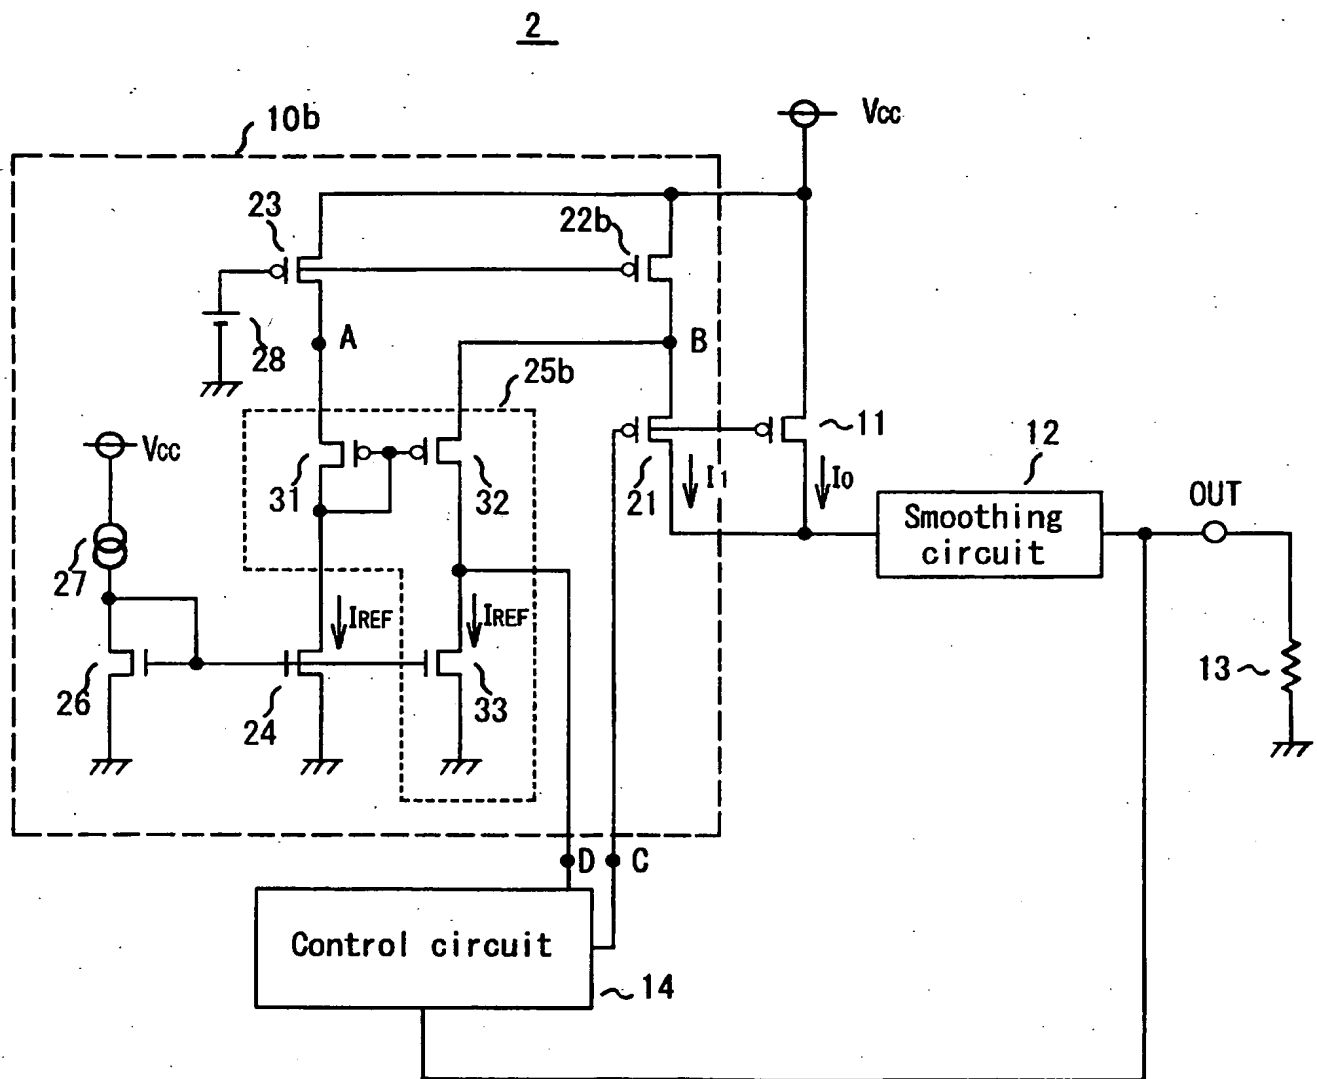 2
10b
Vcc
23
22b
28
A
B
25b
Vcc
31
32
21
I1
11
I0
12
Smoothing circuit
OUT
27
IREF
IREF
26
24
33
13
D
C
Control circuit
14